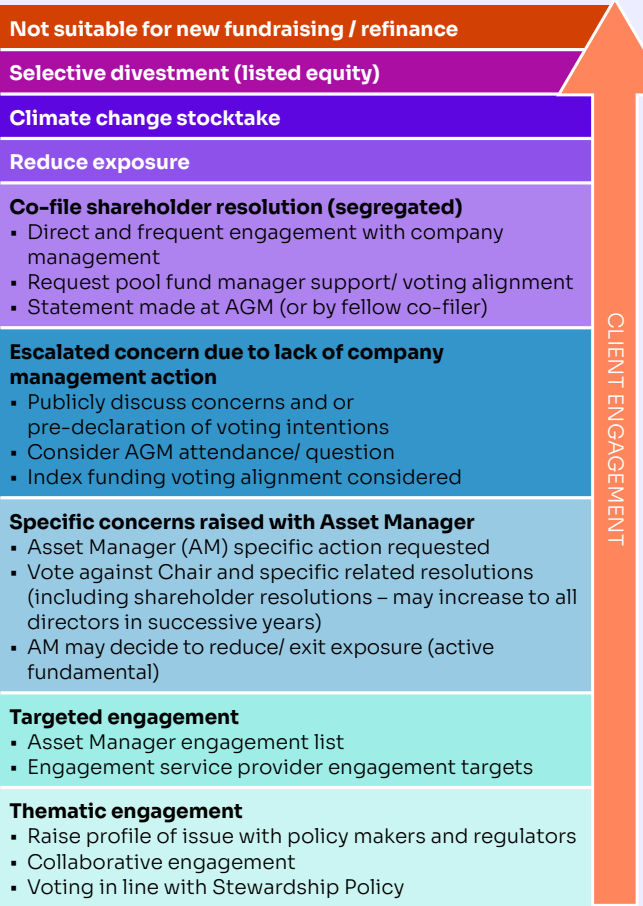 Not suitable for new fundraising / refinance
Selective divestment (listed equity)
Climate change stocktake
Reduce exposure
Co-file shareholder resolution (segregated)
▪ Direct and frequent engagement with company
management
▪ Request pool fund manager support/ voting alignment
▪ Statement made at AGM (or by fellow co-filer)
Escalated concern due to lack of company
management action
▪ Publicly discuss concerns and or
pre-declaration of voting intentions
▪ Consider AGM attendance/ question
▪ Index funding voting alignment considered
Specific concerns raised with Asset Manager
▪ Asset Manager (AM) specific action requested
▪ Vote against Chair and specific related resolutions
(including shareholder resolutions – may increase to all
directors in successive years)
▪ AM may decide to reduce/ exit exposure (active
fundamental)
Targeted engagement
▪ Asset Manager engagement list
▪ Engagement service provider engagement targets
Thematic engagement
▪ Raise profile of issue with policy makers and regulators
▪ Collaborative engagement
▪ Voting in line with Stewardship Policy
CLIENT ENGAGEMENT